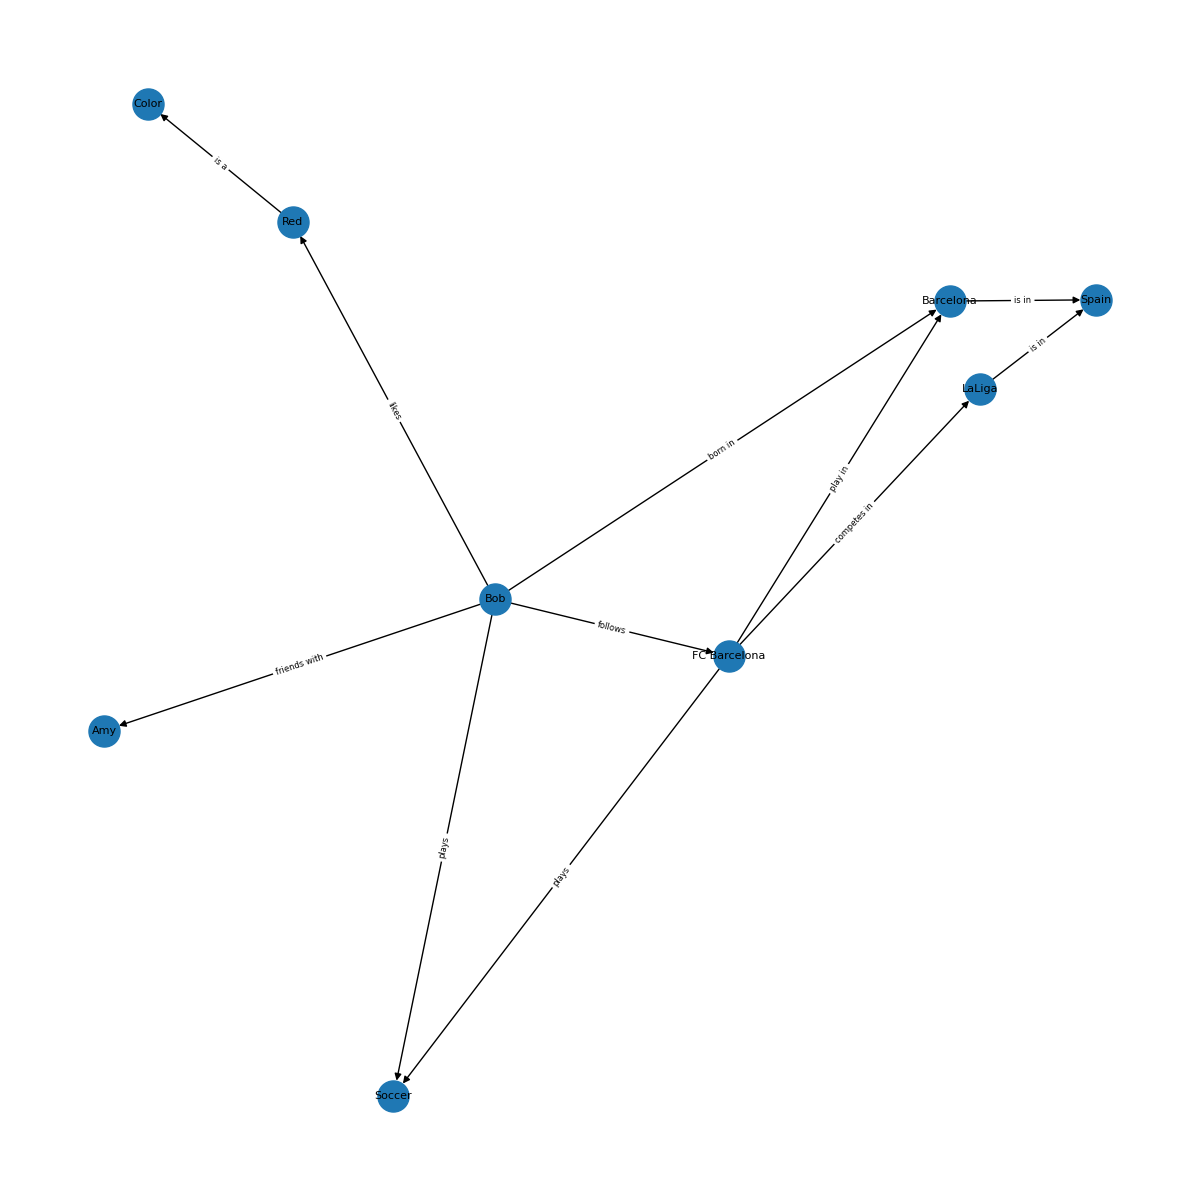 Color
is a
Red
Barcelona
is in
Spain
is in
LaLiga
likes
born in
play in
competes in
Bob
follows
FC Barcelona
friends with
Amy
plays
plays
Soccer